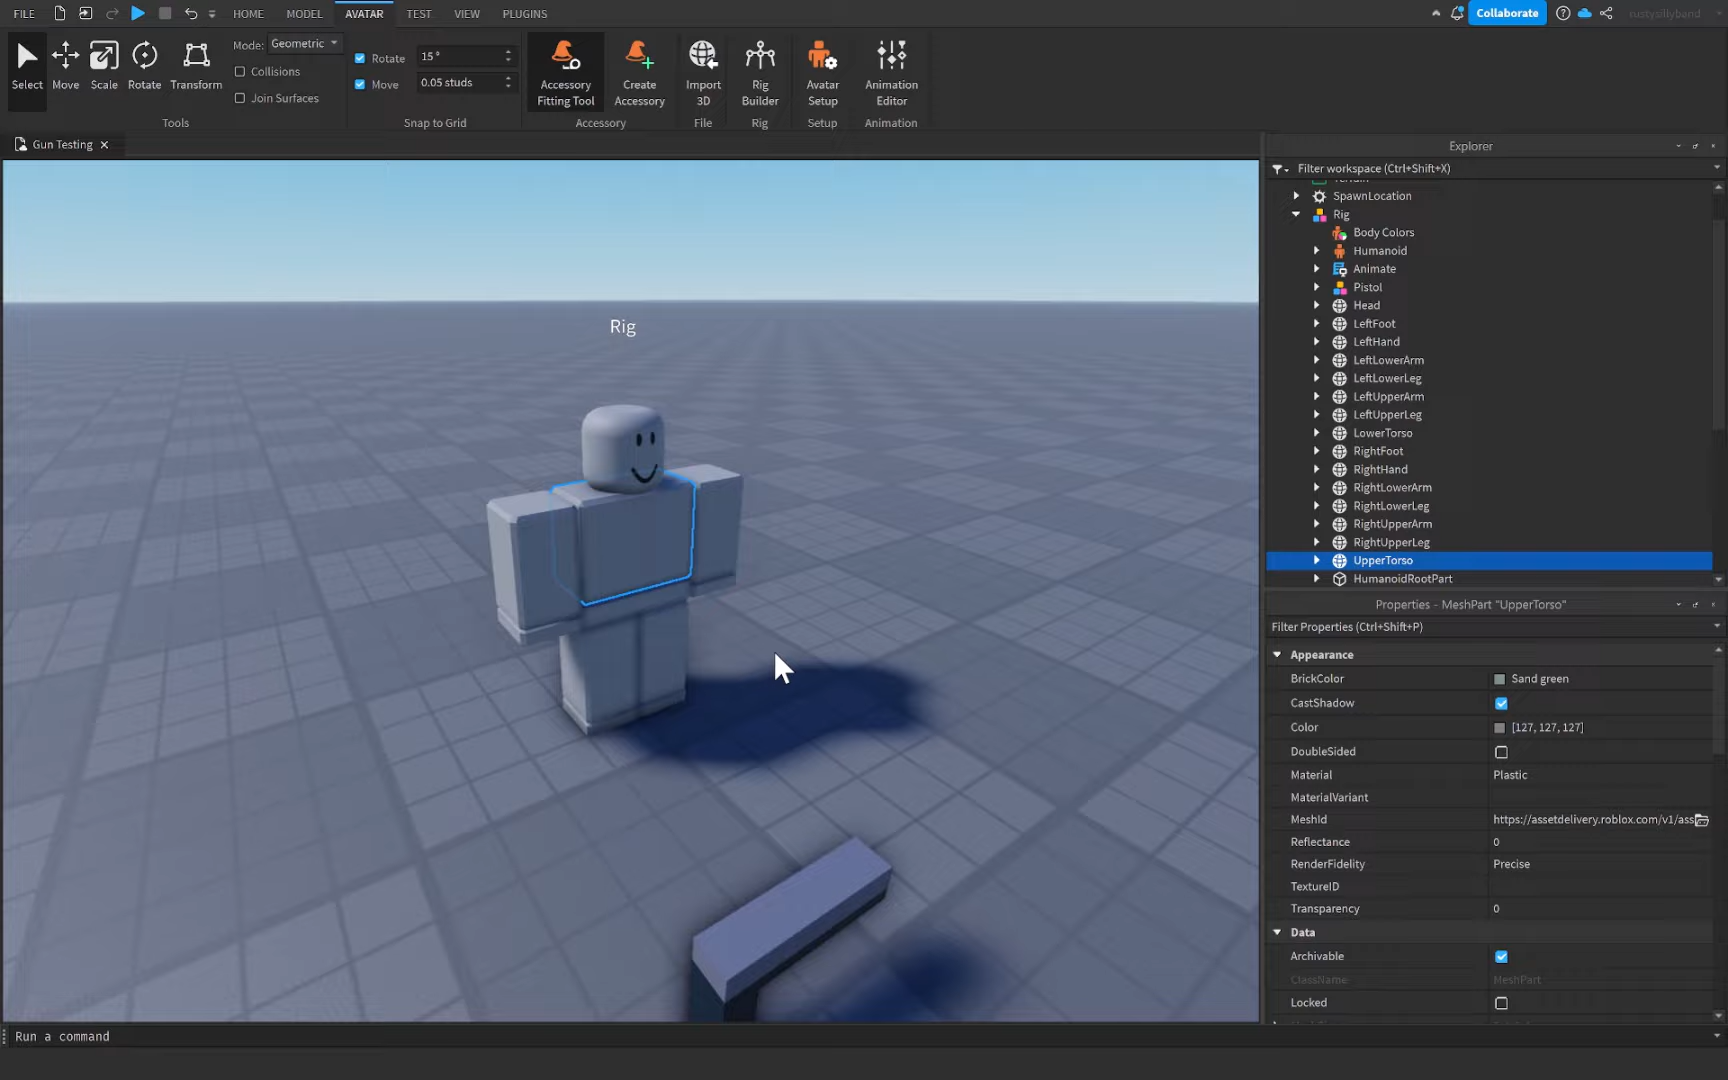 FILE HOME MODEL AVATAR TEST VIEW PLUGINS Collaborate rustysillyband
Select
Move
Scale
Rotate
Transform
Mode: Geometric
Collisions
Join Surfaces
Tools
Rotate 15°
Move 0.05 studs
Snap to Grid
Accessory
Fitting Tool
Create
Accessory
Accessory
Import
3D
File
Rig
Builder
Rig
Avatar
Setup
Setup
Animation
Editor
Animation
Gun Testing
Rig
Explorer
Filter workspace (Ctrl+Shift+X)
Terrain
SpawnLocation
Rig
Body Colors
Humanoid
Animate
Pistol
Head
LeftFoot
LeftHand
LeftLowerArm
LeftLowerLeg
LeftUpperArm
LeftUpperLeg
LowerTorso
RightFoot
RightHand
RightLowerArm
RightLowerLeg
RightUpperArm
RightUpperLeg
UpperTorso
HumanoidRootPart
Properties - MeshPart "UpperTorso"
Filter Properties (Ctrl+Shift+P)
Appearance
BrickColor Sand green
CastShadow
Color [127, 127, 127]
DoubleSided
Material Plastic
MaterialVariant
MeshId https://assetdelivery.roblox.com/v1/ass
Reflectance 0
RenderFidelity Precise
TextureID
Transparency 0
Data
Archivable
ClassName MeshPart
Locked
Run a command